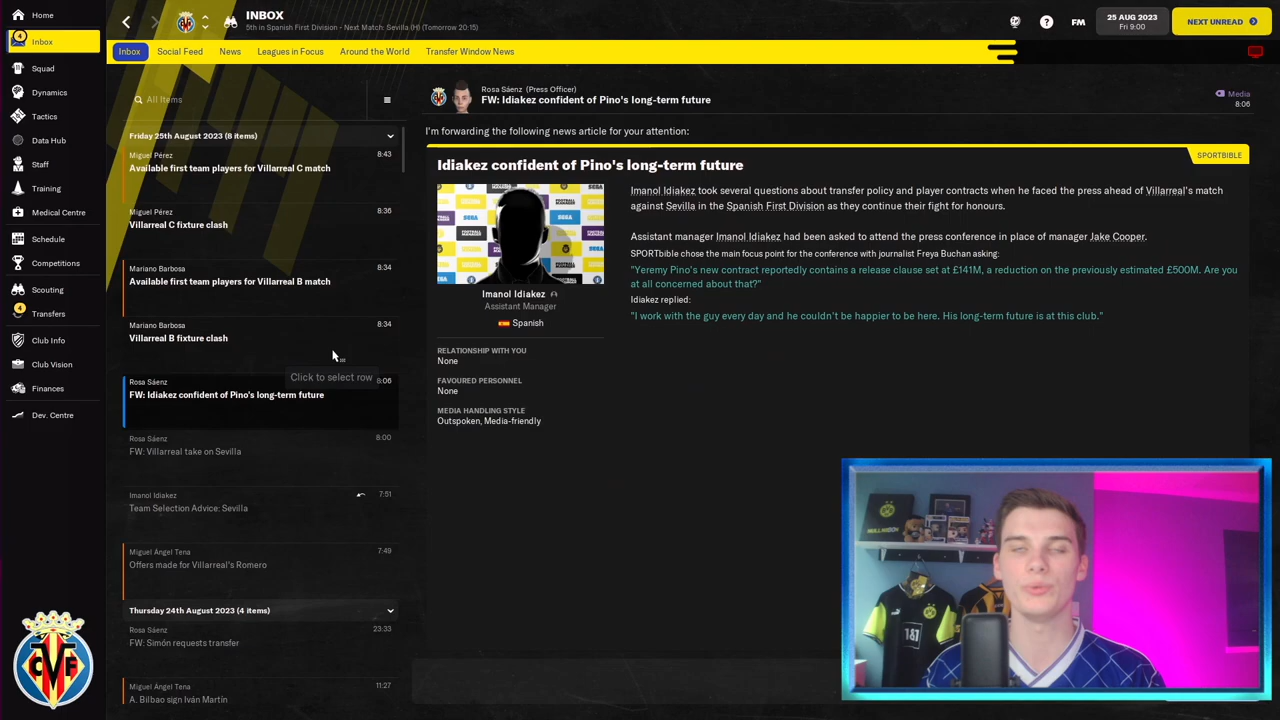 Home
4
Inbox
Squad
Dynamics
Tactics
Data Hub
Staff
Training
Medical Centre
Schedule
Competitions
Scouting
4
Transfers
Club Info
Club Vision
Finances
Dev. Centre
CVF
INBOX
5th in Spanish First Division - Next Match: Sevilla (H) (Tomorrow 20:15)
FM
25 AUG 2023
Fri 9:00
NEXT UNREAD
Inbox
Social Feed
News
Leagues in Focus
Around the World
Transfer Window News
All Items
Friday 25th August 2023 (8 items)
Miguel Pérez
8:43
Available first team players for Villarreal C match
Miguel Pérez
8:36
Villarreal C fixture clash
Mariano Barbosa
8:34
Available first team players for Villarreal B match
Mariano Barbosa
8:34
Villarreal B fixture clash
Click to select row
Rosa Sáenz
8:06
FW: Idiakez confident of Pino's long-term future
Rosa Sáenz
8:00
FW: Villarreal take on Sevilla
Imanol Idiakez
7:51
Team Selection Advice: Sevilla
Miguel Ángel Tena
7:49
Offers made for Villarreal's Romero
Thursday 24th August 2023 (4 items)
Rosa Sáenz
23:33
FW: Simón requests transfer
Miguel Ángel Tena
11:27
A. Bilbao sign Iván Martín
Rosa Sáenz (Press Officer)
FW: Idiakez confident of Pino's long-term future
Media
8:06
I'm forwarding the following news article for your attention:
SPORTBIBLE
Idiakez confident of Pino's long-term future
Imanol Idiakez
Assistant Manager
Spanish
RELATIONSHIP WITH YOU
None
FAVOURED PERSONNEL
None
MEDIA HANDLING STYLE
Outspoken, Media-friendly
Imanol Idiakez took several questions about transfer policy and player contracts when he faced the press ahead of Villarreal's match
against Sevilla in the Spanish First Division as they continue their fight for honours.
Assistant manager Imanol Idiakez had been asked to attend the press conference in place of manager Jake Cooper.
SPORTbible chose the main focus point for the conference with journalist Freya Buchan asking:
"Yeremy Pino's new contract reportedly contains a release clause set at £141M, a reduction on the previously estimated £500M. Are you
at all concerned about that?"
Idiakez replied:
"I work with the guy every day and he couldn't be happier to be here. His long-term future is at this club."